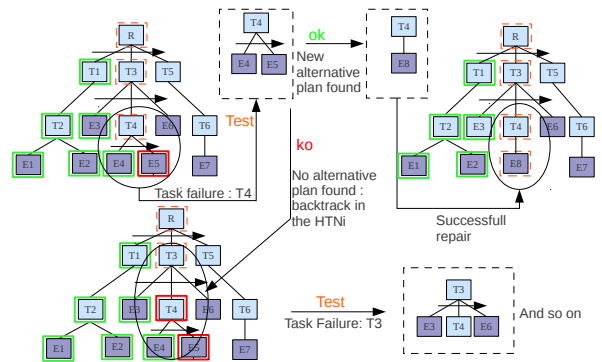 R
T1 T3 T5
T2 E3 T4 E6 T6
E1 E2 E4 E5 E7
Task failure : T4
Test
T4
E4 E5
ok
New
alternative
plan found
T4
E8
ko
No alternative
plan found :
backtrack in
the HTNi
R
T1 T3 T5
T2 E3 T4 E6 T6
E1 E2 E8 E7
Successfull
repair
R
T1 T3 T5
T2 E3 T4 E6 T6
E1 E2 E4 E5 E7
Test
Task Failure: T3
T3
E3 T4 E6
And so on